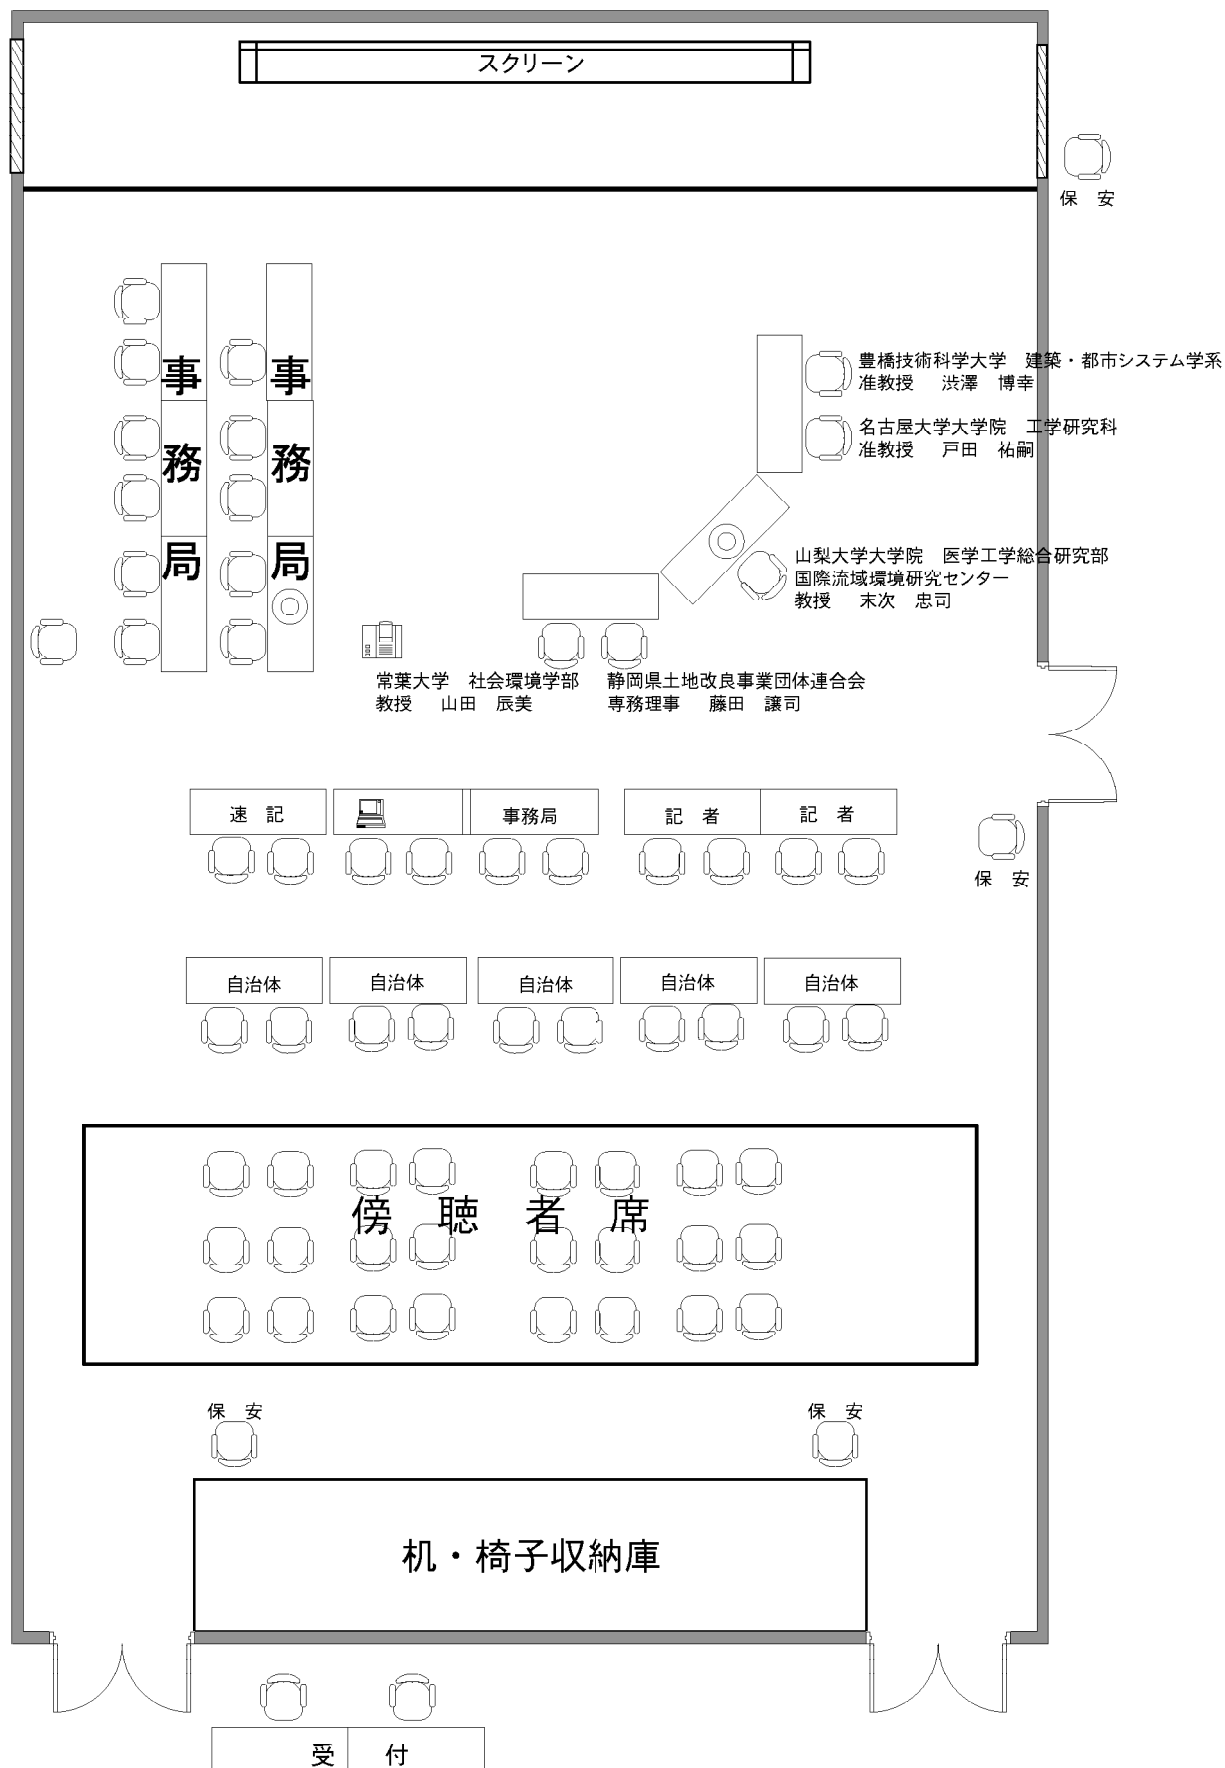 スクリーン
保　安
事務局
事務局
豊橋技術科学大学　建築・都市システム学系
准教授　渋澤　博幸
名古屋大学大学院　工学研究科
准教授　戸田　祐嗣
山梨大学大学院　医学工学総合研究部
国際流域環境研究センター
教授　末次　忠司
常葉大学　社会環境学部
教授　山田　辰美
静岡県土地改良事業団体連合会
専務理事　藤田　譲司
速　記
事務局
記　者
記　者
保　安
自治体
自治体
自治体
自治体
自治体
傍　聴　者　席
保　安
保　安
机・椅子収納庫
受　付